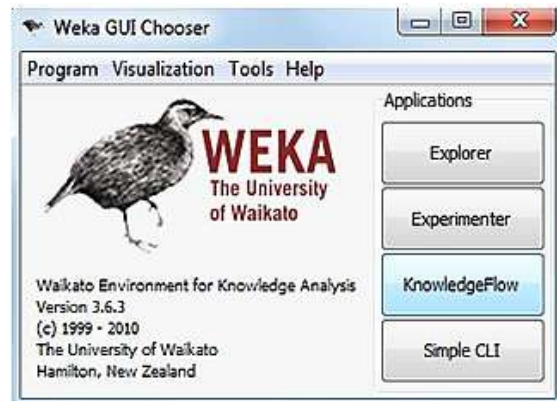 Weka GUI Chooser
Program Visualization Tools Help
WEKA
The University
of Waikato
Waikato Environment for Knowledge Analysis
Version 3.6.3
(c) 1999 - 2010
The University of Waikato
Hamilton, New Zealand
Applications
Explorer
Experimenter
KnowledgeFlow
Simple CLI